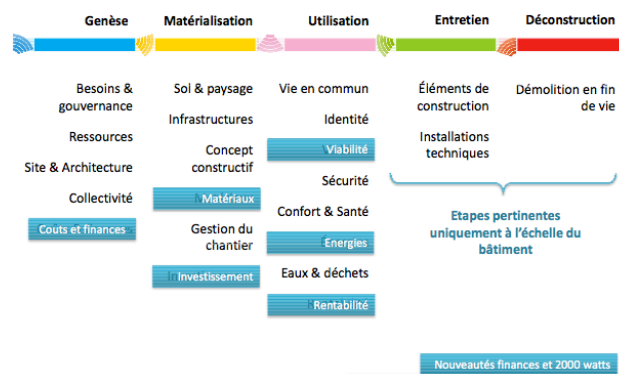 Genèse
Matérialisation
Utilisation
Entretien
Déconstruction
Besoins &
gouvernance
Ressources
Site & Architecture
Collectivité
Couts et finances
Sol & paysage
Infrastructures
Concept
constructif
Matériaux
Gestion du
chantier
Investissement
Vie en commun
Identité
Viabilité
Sécurité
Confort & Santé
Énergies
Eaux & déchets
Rentabilité
Éléments de
construction
Installations
techniques
Démolition en fin
de vie
Etapes pertinentes
uniquement à l'échelle du
bâtiment
Nouveautés finances et 2000 watts